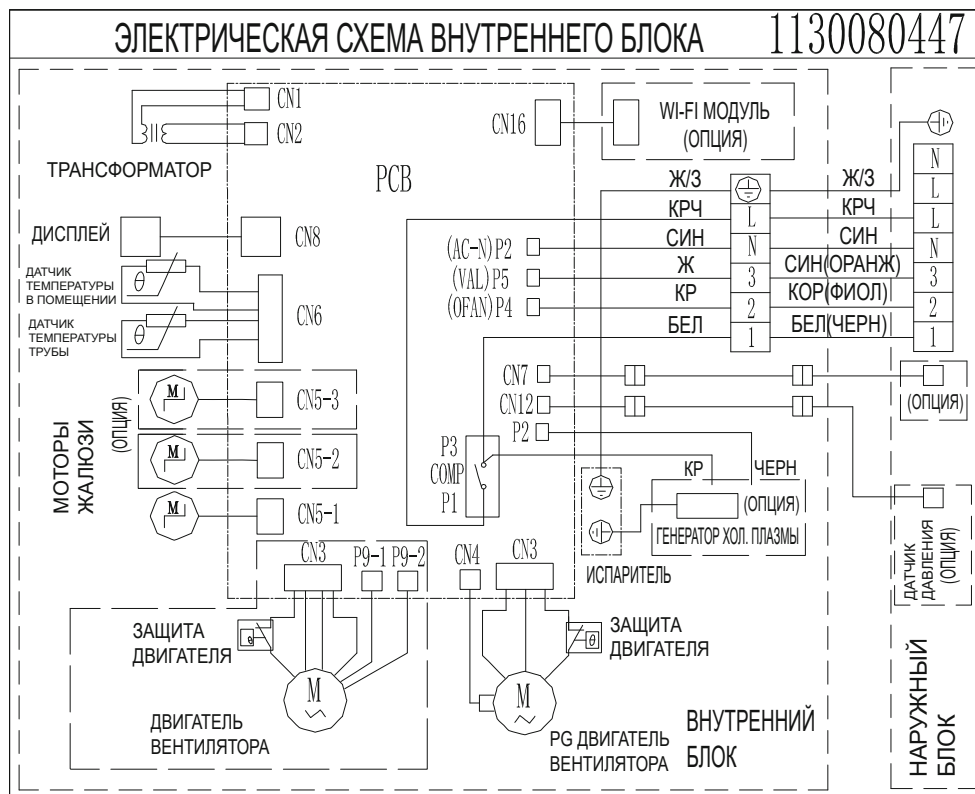 ЭЛЕКТРИЧЕСКАЯ СХЕМА ВНУТРЕННЕГО БЛОКА 1130080447
CN1
CN2
ТРАНСФОРМАТОР
PCB
CN16
WI-FI МОДУЛЬ
(ОПЦИЯ)
ДИСПЛЕЙ
CN8
ДАТЧИК
ТЕМПЕРАТУРЫ
В ПОМЕЩЕНИИ
θ
CN6
ДАТЧИК
ТЕМПЕРАТУРЫ
ТРУБЫ
θ
(AC-N) P2
(VAL) P5
(OFAN) P4
Ж/З
КРЧ
СИН
Ж
КР
БЕЛ
L
N
3
2
1
Ж/З
КРЧ
СИН
СИН(ОРАНЖ)
КОР(ФИОЛ)
БЕЛ(ЧЕРН)
N
L
L
N
3
2
1
МОТОРЫ
ЖАЛЮЗИ
(ОПЦИЯ)
M
CN5-3
M
CN5-2
M
CN5-1
CN7
CN12
P2
(ОПЦИЯ)
P3
COMP
P1
КР
ЧЕРН
(ОПЦИЯ)
ГЕНЕРАТОР ХОЛ. ПЛАЗМЫ
ИСПАРИТЕЛЬ
ДАТЧИК
ДАВЛЕНИЯ
(ОПЦИЯ)
CN3
P9-1
P9-2
CN4
CN3
ЗАЩИТА
ДВИГАТЕЛЯ
θ
M
ДВИГАТЕЛЬ
ВЕНТИЛЯТОРА
θ
ЗАЩИТА
ДВИГАТЕЛЯ
M
PG ДВИГАТЕЛЬ
ВЕНТИЛЯТОРА
ВНУТРЕННИЙ
БЛОК
НАРУЖНЫЙ
БЛОК